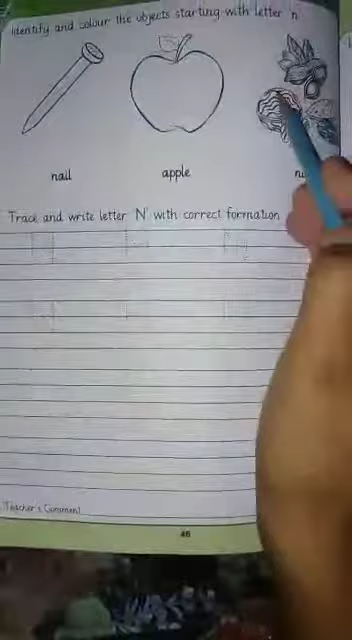 Identify and colour the objects starting with letter n
nail apple
Trace and write letter 'N' with correct formation
Teacher's Comment
46